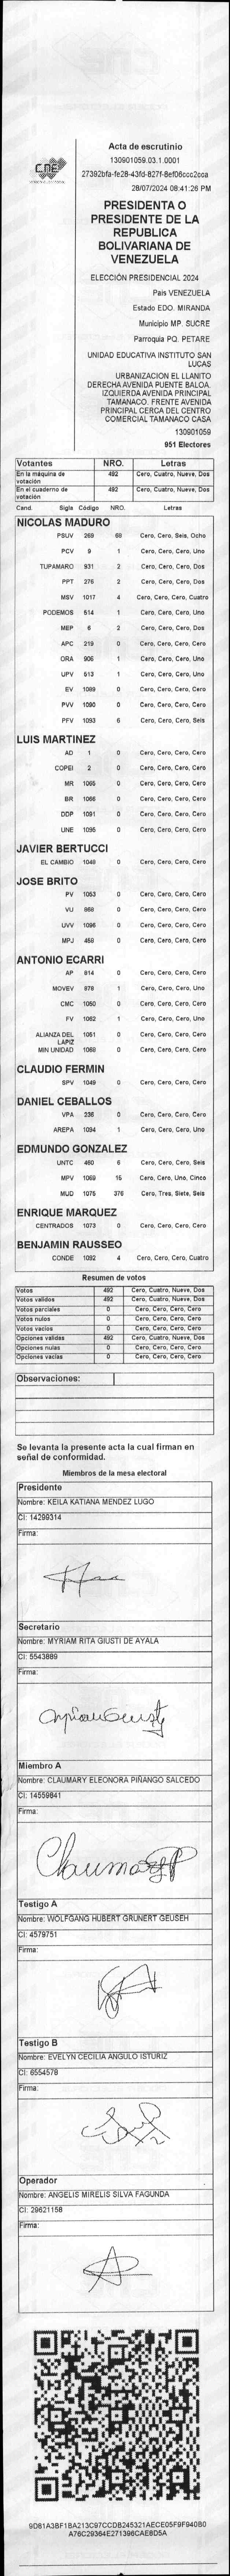 CNE
Acta de escrutinio
130901059.03.1.0001
27392bfa-fe28-43fd-827f-8ef06ccc2cca
28/07/2024 08:41:26 PM
PRESIDENTA O
PRESIDENTE DE LA
REPUBLICA
BOLIVARIANA DE
VENEZUELA
ELECCIÓN PRESIDENCIAL 2024
Pais VENEZUELA
Estado EDO. MIRANDA
Municipio MP. SUCRE
Parroquia PQ. PETARE
UNIDAD EDUCATIVA INSTITUTO SAN
LUCAS
URBANIZACION EL LLANITO
DERECHA AVENIDA PUENTE BALOA.
IZQUIERDA AVENIDA PRINCIPAL
TAMANACO. FRENTE AVENIDA
PRINCIPAL CERCA DEL CENTRO
COMERCIAL TAMANACO CASA
130901059
951 Electores
Votantes NRO. Letras
En la máquina de votación 492 Cero, Cuatro, Nueve, Dos
En el cuaderno de votación 492 Cero, Cuatro, Nueve, Dos
Cand. Sigla Código NRO. Letras
NICOLAS MADURO
PSUV 269 68 Cero, Cero, Seis, Ocho
PCV 9 1 Cero, Cero, Cero, Uno
TUPAMARO 931 2 Cero, Cero, Cero, Dos
PPT 276 2 Cero, Cero, Cero, Dos
MSV 1017 4 Cero, Cero, Cero, Cuatro
PODEMOS 514 1 Cero, Cero, Cero, Uno
MEP 6 2 Cero, Cero, Cero, Dos
APC 219 0 Cero, Cero, Cero, Cero
ORA 906 1 Cero, Cero, Cero, Uno
UPV 513 1 Cero, Cero, Cero, Uno
EV 1089 0 Cero, Cero, Cero, Cero
PVV 1090 0 Cero, Cero, Cero, Cero
PFV 1093 6 Cero, Cero, Cero, Seis
LUIS MARTINEZ
AD 1 0 Cero, Cero, Cero, Cero
COPEI 2 0 Cero, Cero, Cero, Cero
MR 1065 0 Cero, Cero, Cero, Cero
BR 1066 0 Cero, Cero, Cero, Cero
DDP 1091 0 Cero, Cero, Cero, Cero
UNE 1095 0 Cero, Cero, Cero, Cero
JAVIER BERTUCCI
EL CAMBIO 1048 0 Cero, Cero, Cero, Cero
JOSE BRITO
PV 1053 0 Cero, Cero, Cero, Cero
VU 868 0 Cero, Cero, Cero, Cero
UVV 1096 0 Cero, Cero, Cero, Cero
MPJ 458 0 Cero, Cero, Cero, Cero
ANTONIO ECARRI
AP 814 0 Cero, Cero, Cero, Cero
MOVEV 878 1 Cero, Cero, Cero, Uno
CMC 1050 0 Cero, Cero, Cero, Cero
FV 1062 1 Cero, Cero, Cero, Uno
ALIANZA DEL LAPIZ 1051 0 Cero, Cero, Cero, Cero
MIN UNIDAD 1068 0 Cero, Cero, Cero, Cero
CLAUDIO FERMIN
SPV 1049 0 Cero, Cero, Cero, Cero
DANIEL CEBALLOS
VPA 236 0 Cero, Cero, Cero, Cero
AREPA 1094 1 Cero, Cero, Cero, Uno
EDMUNDO GONZALEZ
UNTC 460 6 Cero, Cero, Cero, Seis
MPV 1069 15 Cero, Cero, Uno, Cinco
MUD 1075 376 Cero, Tres, Siete, Seis
ENRIQUE MARQUEZ
CENTRADOS 1073 0 Cero, Cero, Cero, Cero
BENJAMIN RAUSSEO
CONDE 1092 4 Cero, Cero, Cero, Cuatro
Resumen de votos
Votos 492 Cero, Cuatro, Nueve, Dos
Votos validos 492 Cero, Cuatro, Nueve, Dos
Votos parciales 0 Cero, Cero, Cero, Cero
Votos nulos 0 Cero, Cero, Cero, Cero
Votos vacios 0 Cero, Cero, Cero, Cero
Opciones validas 492 Cero, Cuatro, Nueve, Dos
Opciones nulas 0 Cero, Cero, Cero, Cero
Opciones vacias 0 Cero, Cero, Cero, Cero
Observaciones:
Se levanta la presente acta la cual firman en
señal de conformidad.
Miembros de la mesa electoral
Presidente
Nombre: KEILA KATIANA MENDEZ LUGO
CI: 14299314
Firma:
Secretario
Nombre: MYRIAM RITA GIUSTI DE AYALA
CI: 5543889
Firma:
Miembro A
Nombre: CLAUMARY ELEONORA PIÑANGO SALCEDO
CI: 14559841
Firma:
Testigo A
Nombre: WOLFGANG HUBERT GRUNERT GEUSEH
CI: 4579751
Firma:
Testigo B
Nombre: EVELYN CECILIA ANGULO ISTURIZ
CI: 6554578
Firma:
Operador
Nombre: ANGELIS MIRELIS SILVA FAGUNDA
CI: 29621158
Firma:
9D81A3BF1BA213C97CCDB245321AECE05F9F940B0
A76C29364E271396CAE8D5A